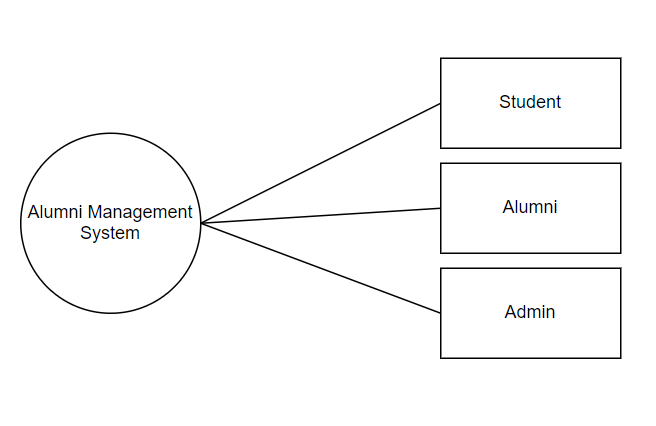 Student
Alumni Management
System
Alumni
Admin